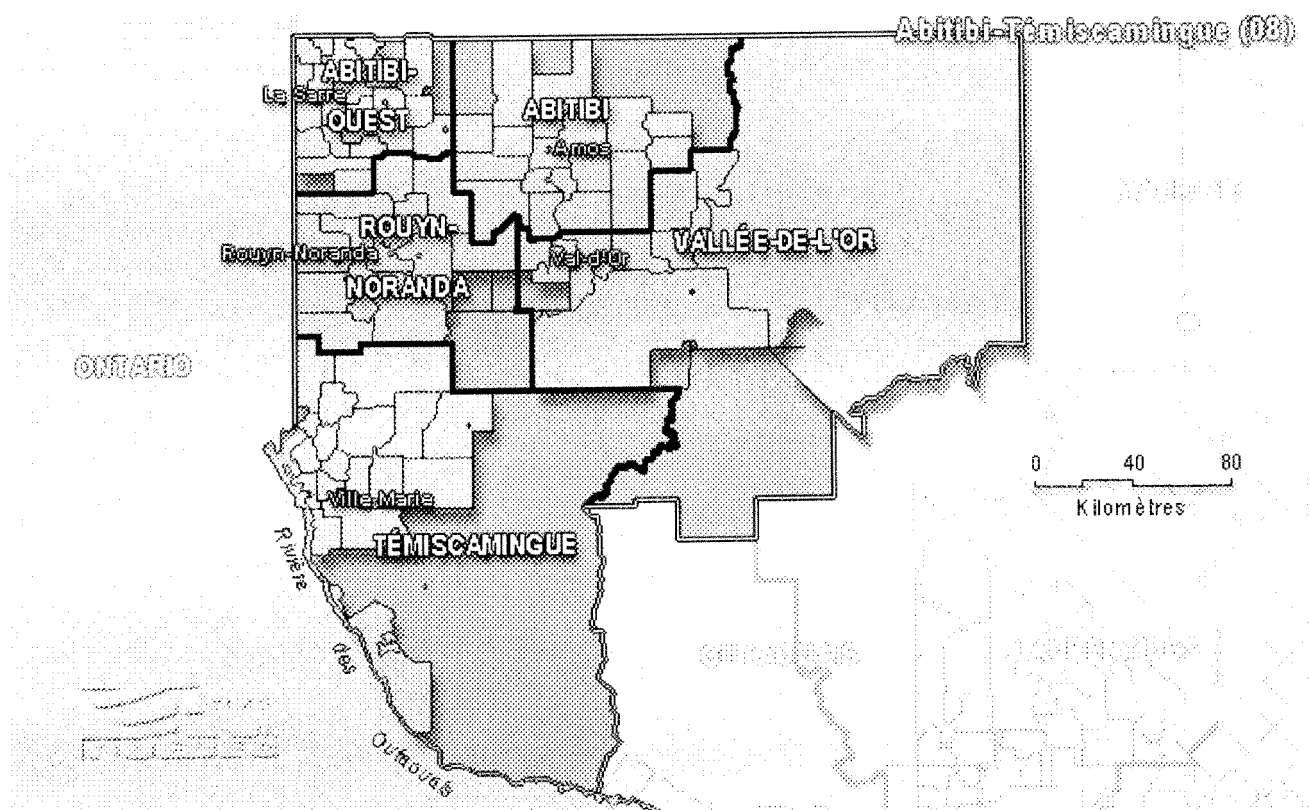 Abitibi-Témiscamingue (08)
ABITIBI-
La Sarre
OUEST
ABITIBI
Amos
ROUYN-
Rouyn-Noranda
NORANDA
Val-d'Or
VALLÉE-DE-L'OR
ONTARIO
0 40 80
Kilomètres
Ville-Marie
TÉMISCAMINGUE
Rivière
des
Outaouais